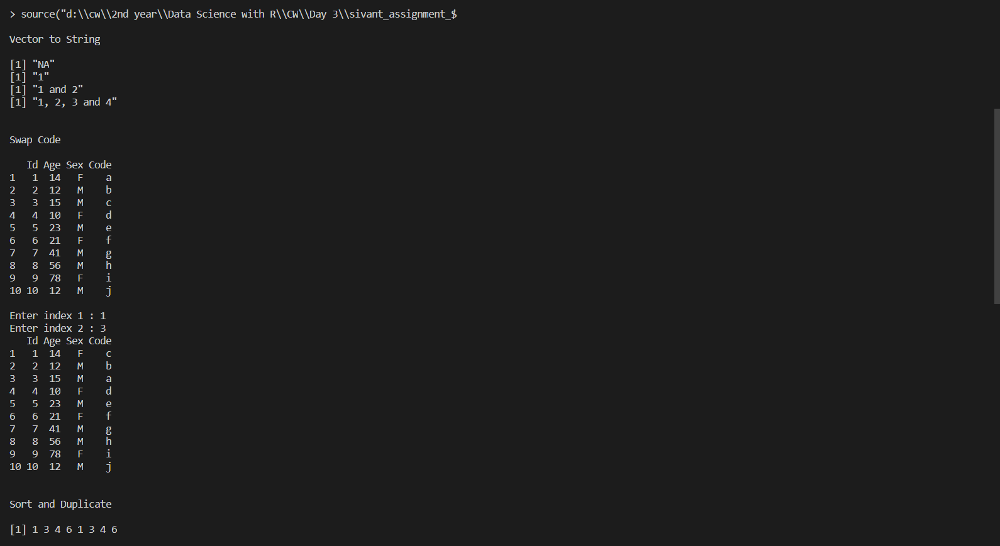 > source("d:\\cw\\2nd year\\Data Science with R\\CW\\Day 3\\sivant_assignment_$
Vector to String
[1] "NA"
[1] "1"
[1] "1 and 2"
[1] "1, 2, 3 and 4"
Swap Code
   Id Age Sex Code
1   1  14   F    a
2   2  12   M    b
3   3  15   M    c
4   4  10   F    d
5   5  23   M    e
6   6  21   F    f
7   7  41   M    g
8   8  56   M    h
9   9  78   F    i
10 10  12   M    j
Enter index 1 : 1
Enter index 2 : 3
   Id Age Sex Code
1   1  14   F    c
2   2  12   M    b
3   3  15   M    a
4   4  10   F    d
5   5  23   M    e
6   6  21   F    f
7   7  41   M    g
8   8  56   M    h
9   9  78   F    i
10 10  12   M    j
Sort and Duplicate
[1] 1 3 4 6 1 3 4 6